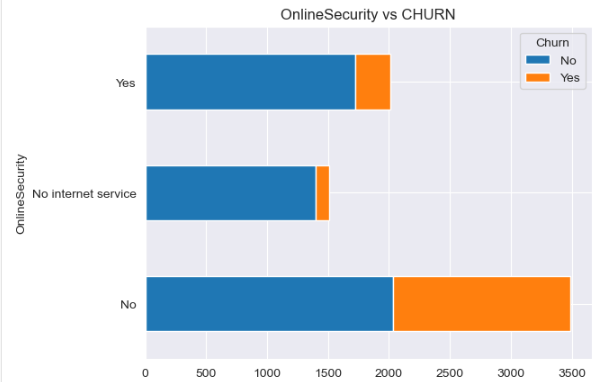 OnlineSecurity vs CHURN
Churn
No
Yes
Yes
No internet service
No
OnlineSecurity
0 500 1000 1500 2000 2500 3000 3500